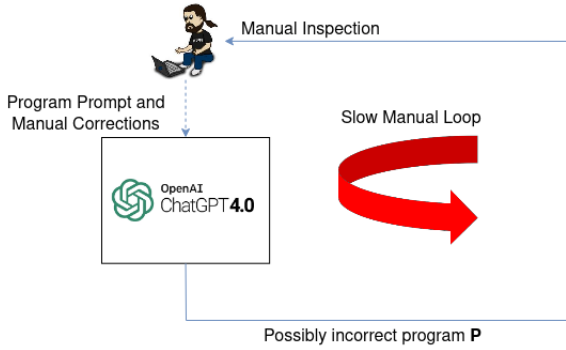 Manual Inspection
Program Prompt and
Manual Corrections
Slow Manual Loop
OpenAI
ChatGPT4.0
Possibly incorrect program P